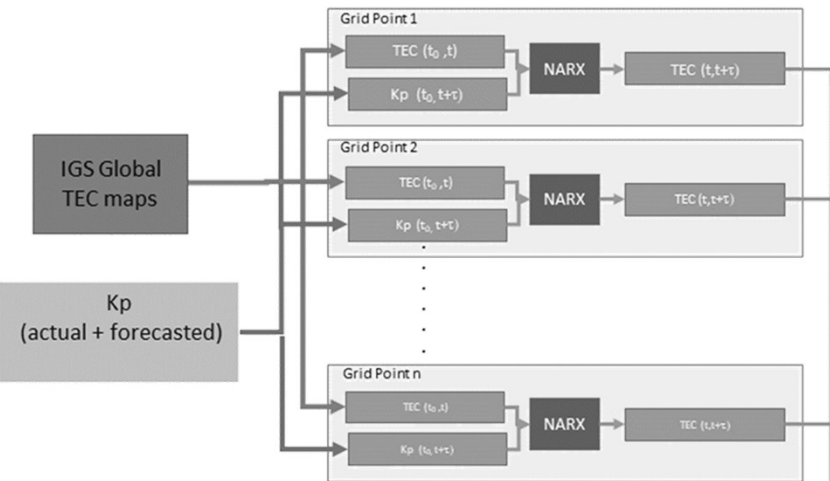 Grid Point 1
TEC (t₀ ,t)
Kp (t₀, t+τ)
NARX
TEC (t,t+τ)
Grid Point 2
TEC(t₀,t)
Kp (t₀, t+τ)
NARX
TEC(t,t+τ)
IGS Global
TEC maps
Kp
(actual + forecasted)
Grid Point n
TEC (t₀,t)
Kp (t₀, t+τ)
NARX
TEC (t,t+τ)